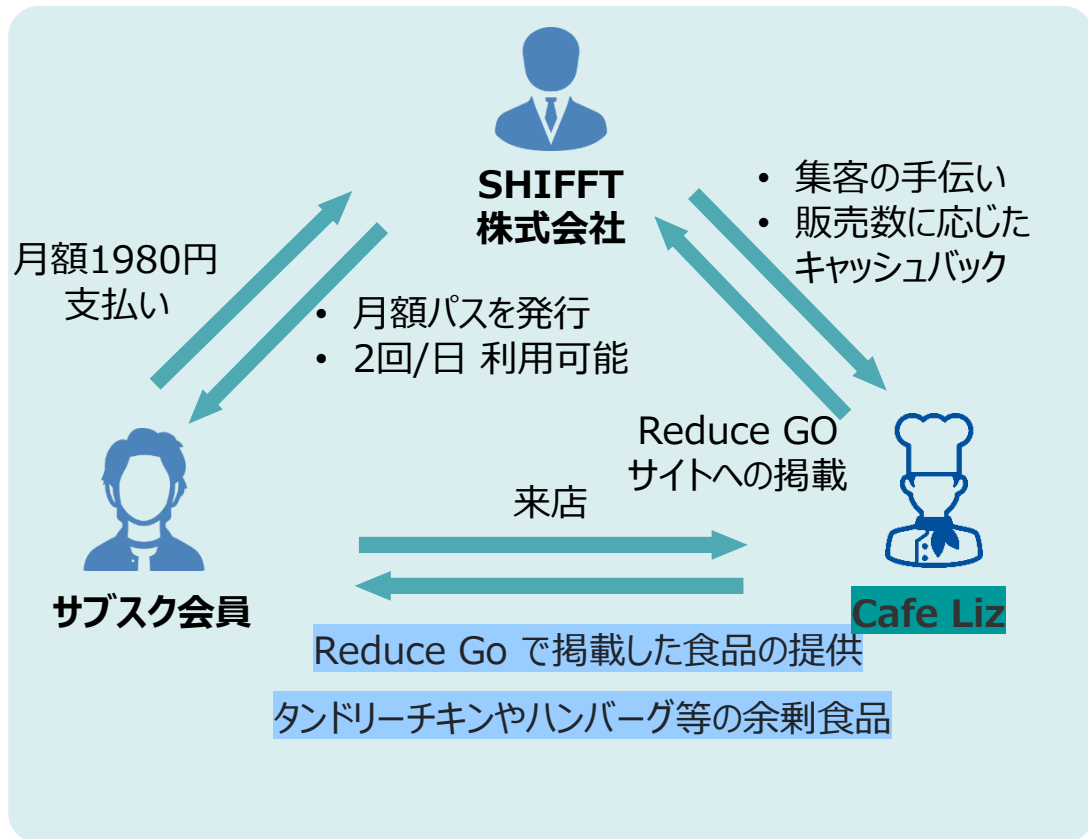 SHIFFT
株式会社
• 集客の手伝い
• 販売数に応じた
キャッシュバック
月額1980円
支払い
• 月額パスを発行
• 2回/日 利用可能
Reduce GO
サイトへの掲載
来店
サブスク会員
Cafe Liz
Reduce Go で掲載した食品の提供
タンドリーチキンやハンバーグ等の余剰食品